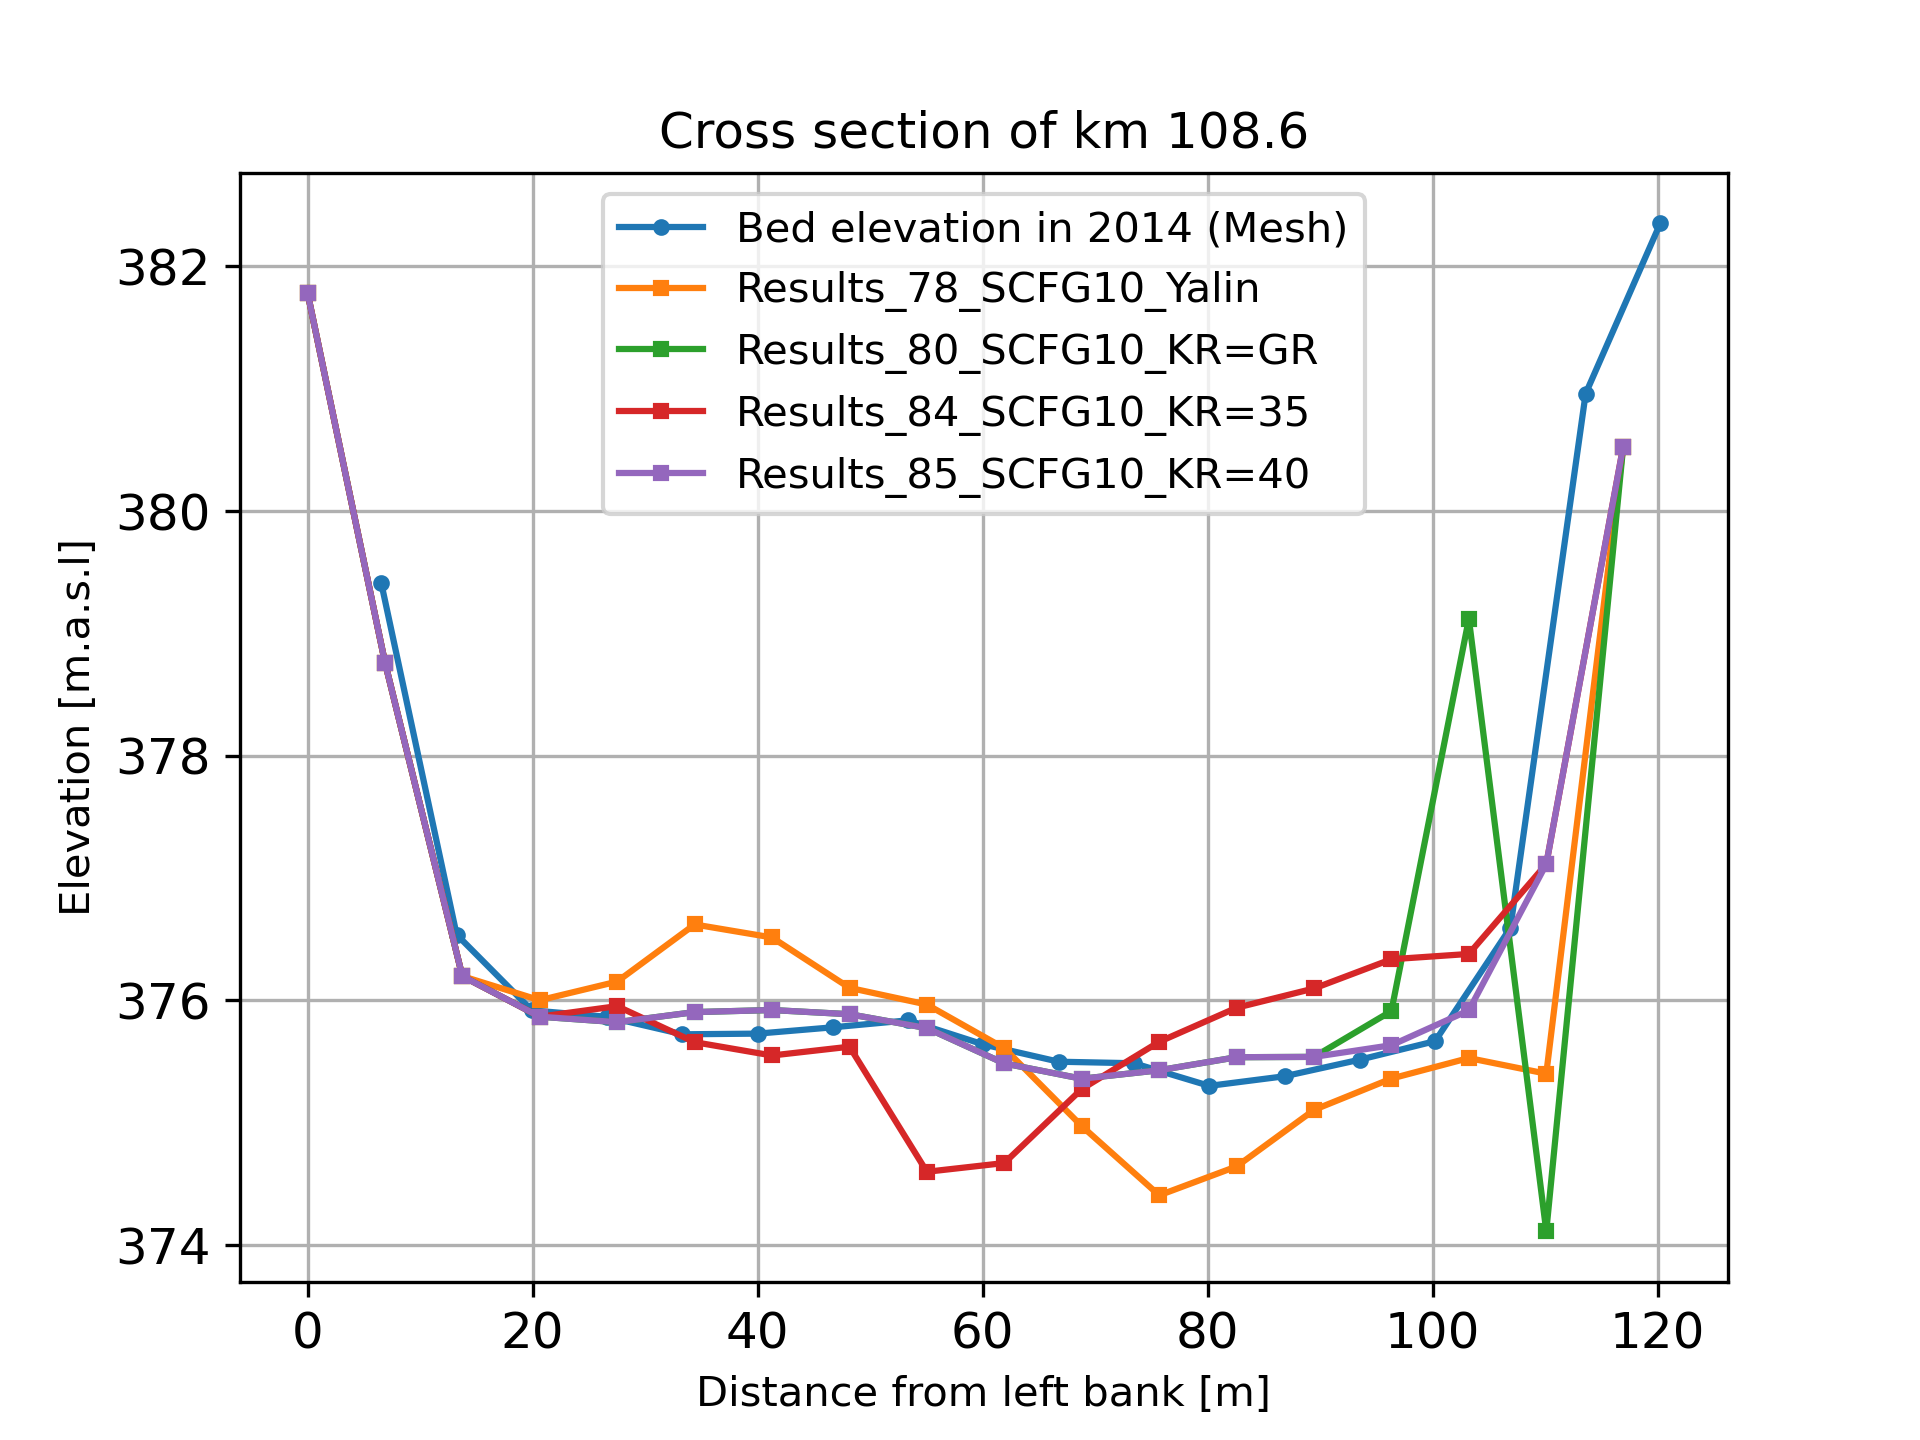 Cross section of km 108.6
Bed elevation in 2014 (Mesh)
Results_78_SCFG10_Yalin
Results_80_SCFG10_KR=GR
Results_84_SCFG10_KR=35
Results_85_SCFG10_KR=40
Elevation [m.a.s.l]
382
380
378
376
374
0 20 40 60 80 100 120
Distance from left bank [m]